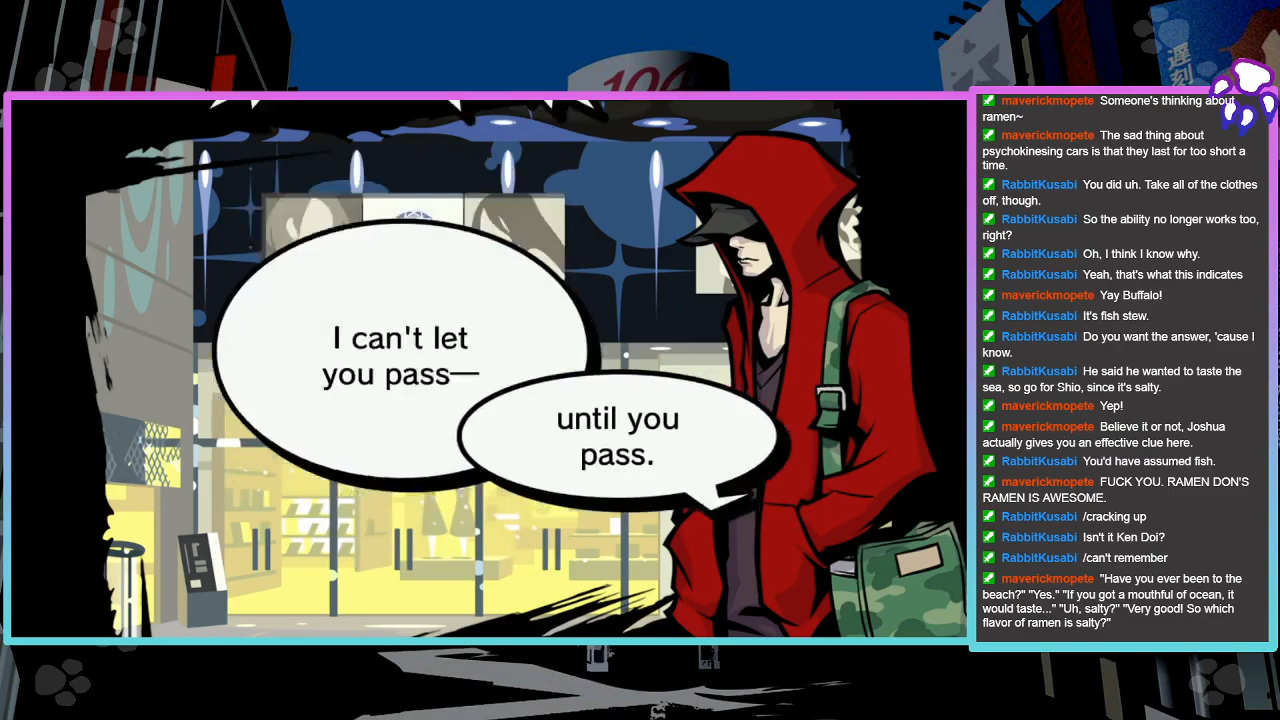 104
遅刻
I can't let
you pass—
until you
pass.
maverickmopete Someone's thinking about
ramen~
maverickmopete The sad thing about
psychokinesing cars is that they last for too short a
time.
RabbitKusabi You did uh. Take all of the clothes
off, though.
RabbitKusabi So the ability no longer works too,
right?
RabbitKusabi Oh, I think I know why.
RabbitKusabi Yeah, that's what this indicates
maverickmopete Yay Buffalo!
RabbitKusabi It's fish stew.
RabbitKusabi Do you want the answer, 'cause I
know.
RabbitKusabi He said he wanted to taste the
sea, so go for Shio, since it's salty.
maverickmopete Yep!
maverickmopete Believe it or not, Joshua
actually gives you an effective clue here.
RabbitKusabi You'd have assumed fish.
maverickmopete FUCK YOU. RAMEN DON'S
RAMEN IS AWESOME.
RabbitKusabi /cracking up
RabbitKusabi Isn't it Ken Doi?
RabbitKusabi /can't remember
maverickmopete "Have you ever been to the
beach?" "Yes." "If you got a mouthful of ocean, it
would taste..." "Uh, salty?" "Very good! So which
flavor of ramen is salty?"